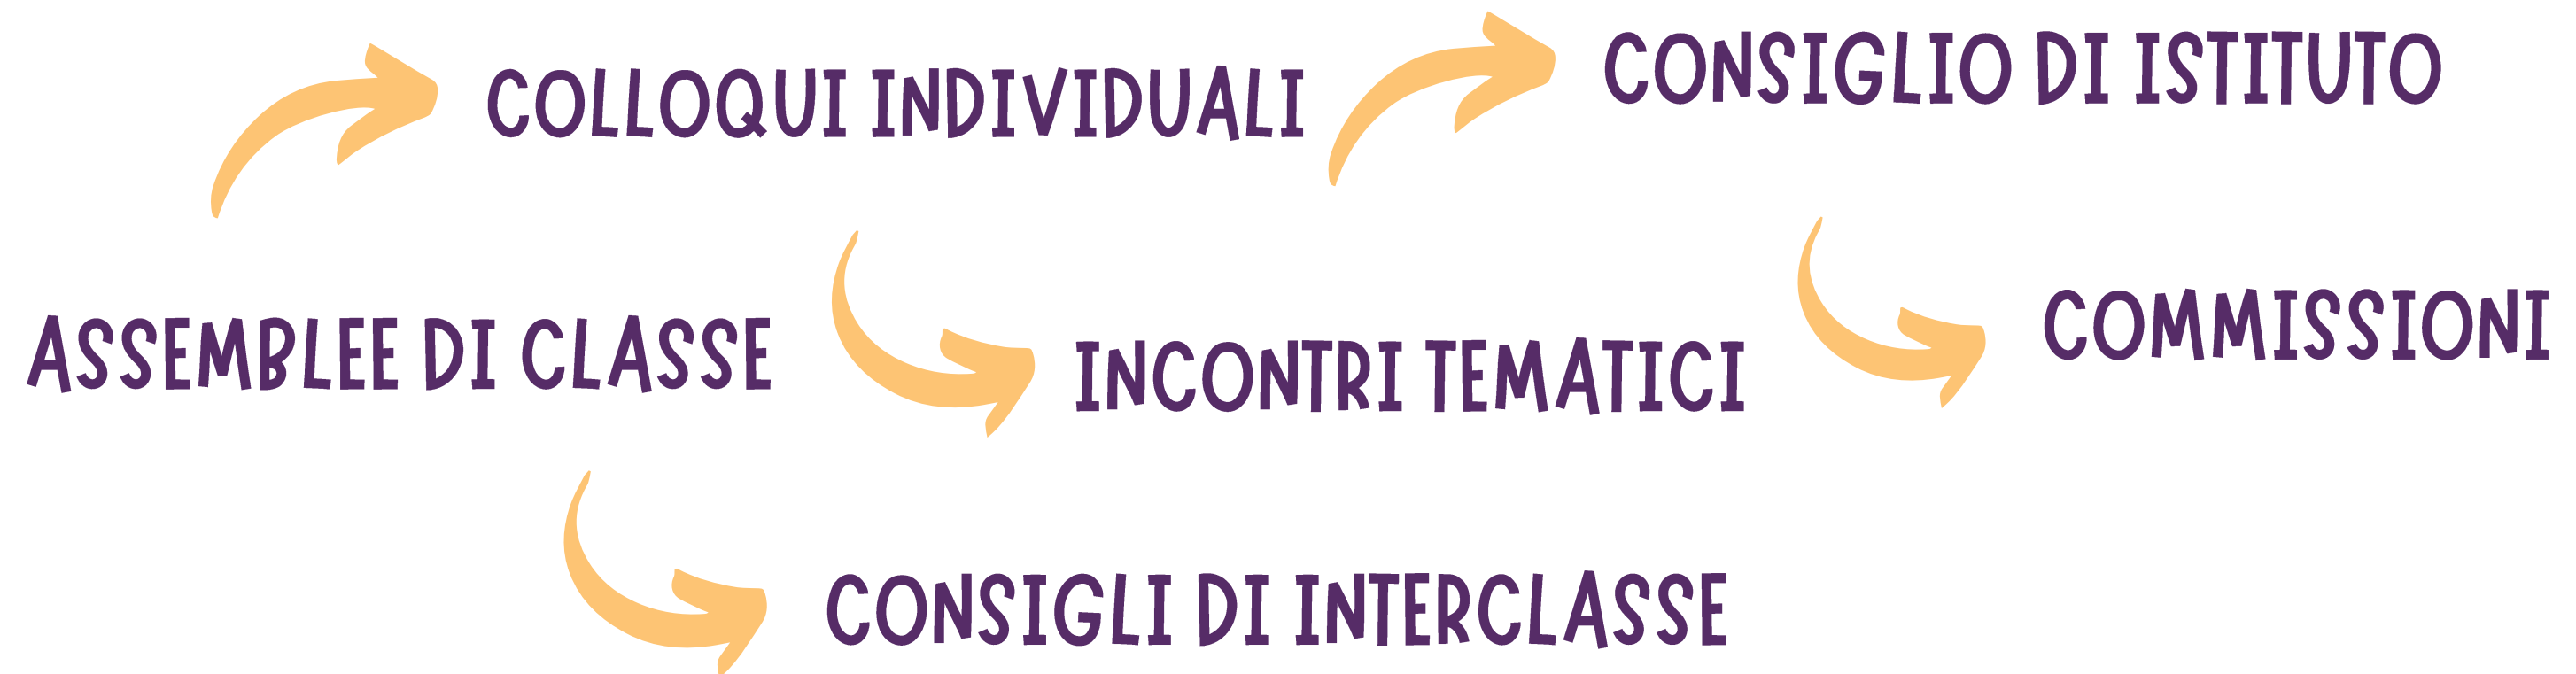 CONSIGLIO DI ISTITUTO
COLLOQUI INDIVIDUALI
COMMISSIONI
ASSEMBLEE DI CLASSE
INCONTRI TEMATICI
CONSIGLI DI INTERCLASSE